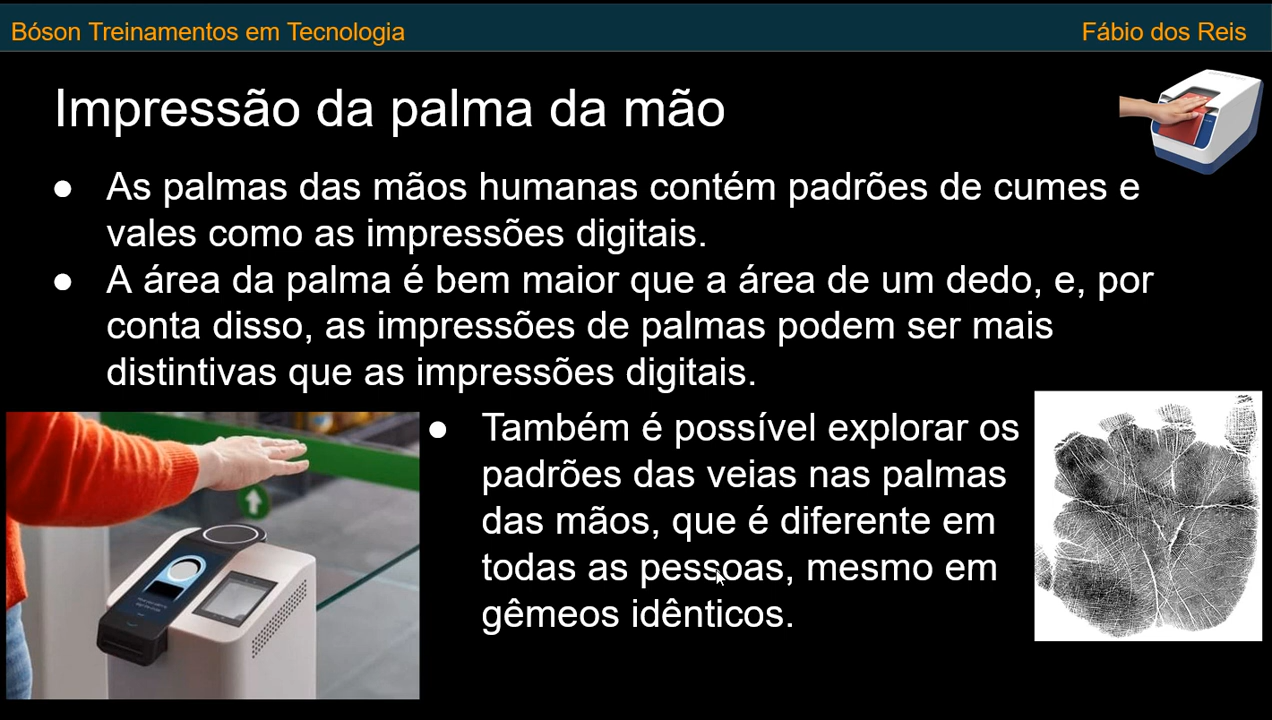 Bóson Treinamentos em Tecnologia
Fábio dos Reis
Impressão da palma da mão
● As palmas das mãos humanas contém padrões de cumes e
vales como as impressões digitais.
● A área da palma é bem maior que a área de um dedo, e, por
conta disso, as impressões de palmas podem ser mais
distintivas que as impressões digitais.
● Também é possível explorar os
padrões das veias nas palmas
das mãos, que é diferente em
todas as pessoas, mesmo em
gêmeos idênticos.